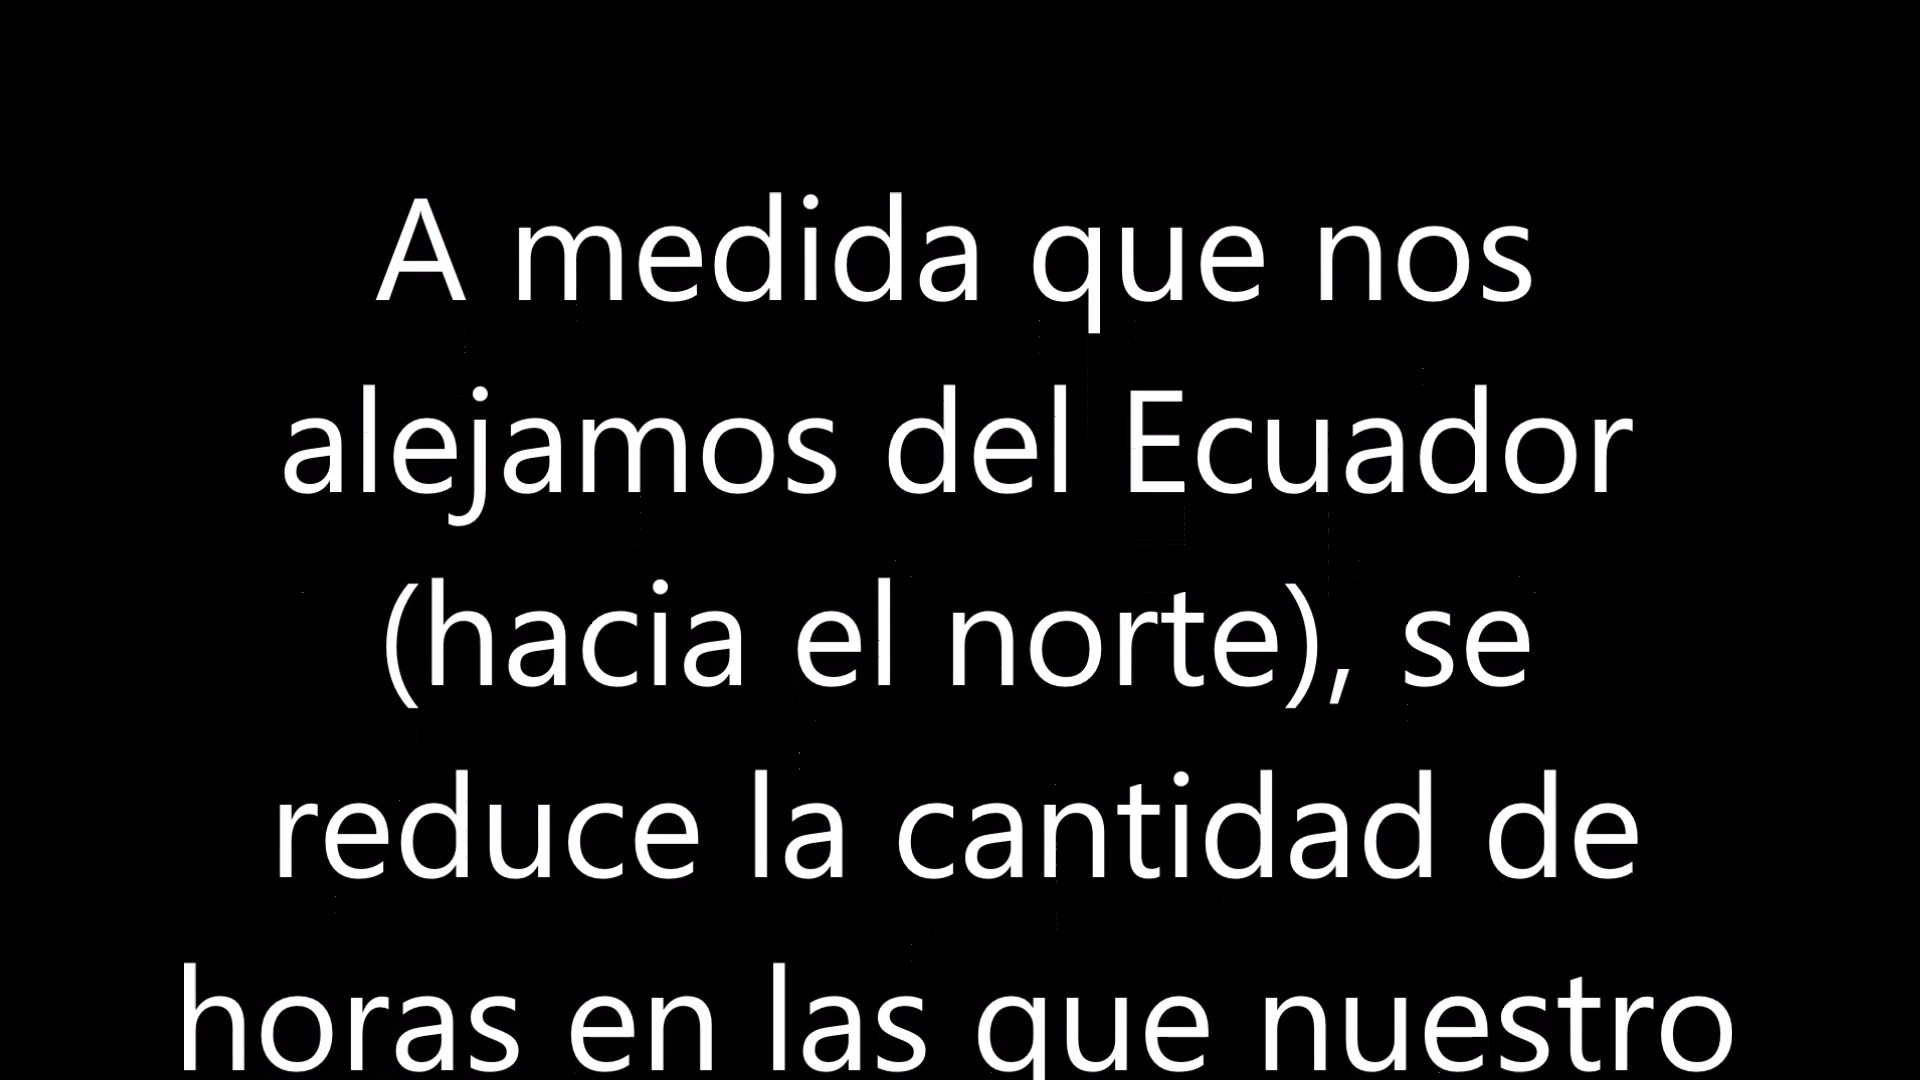 A medida que nos
alejamos del Ecuador
(hacia el norte), se
reduce la cantidad de
horas en las que nuestro